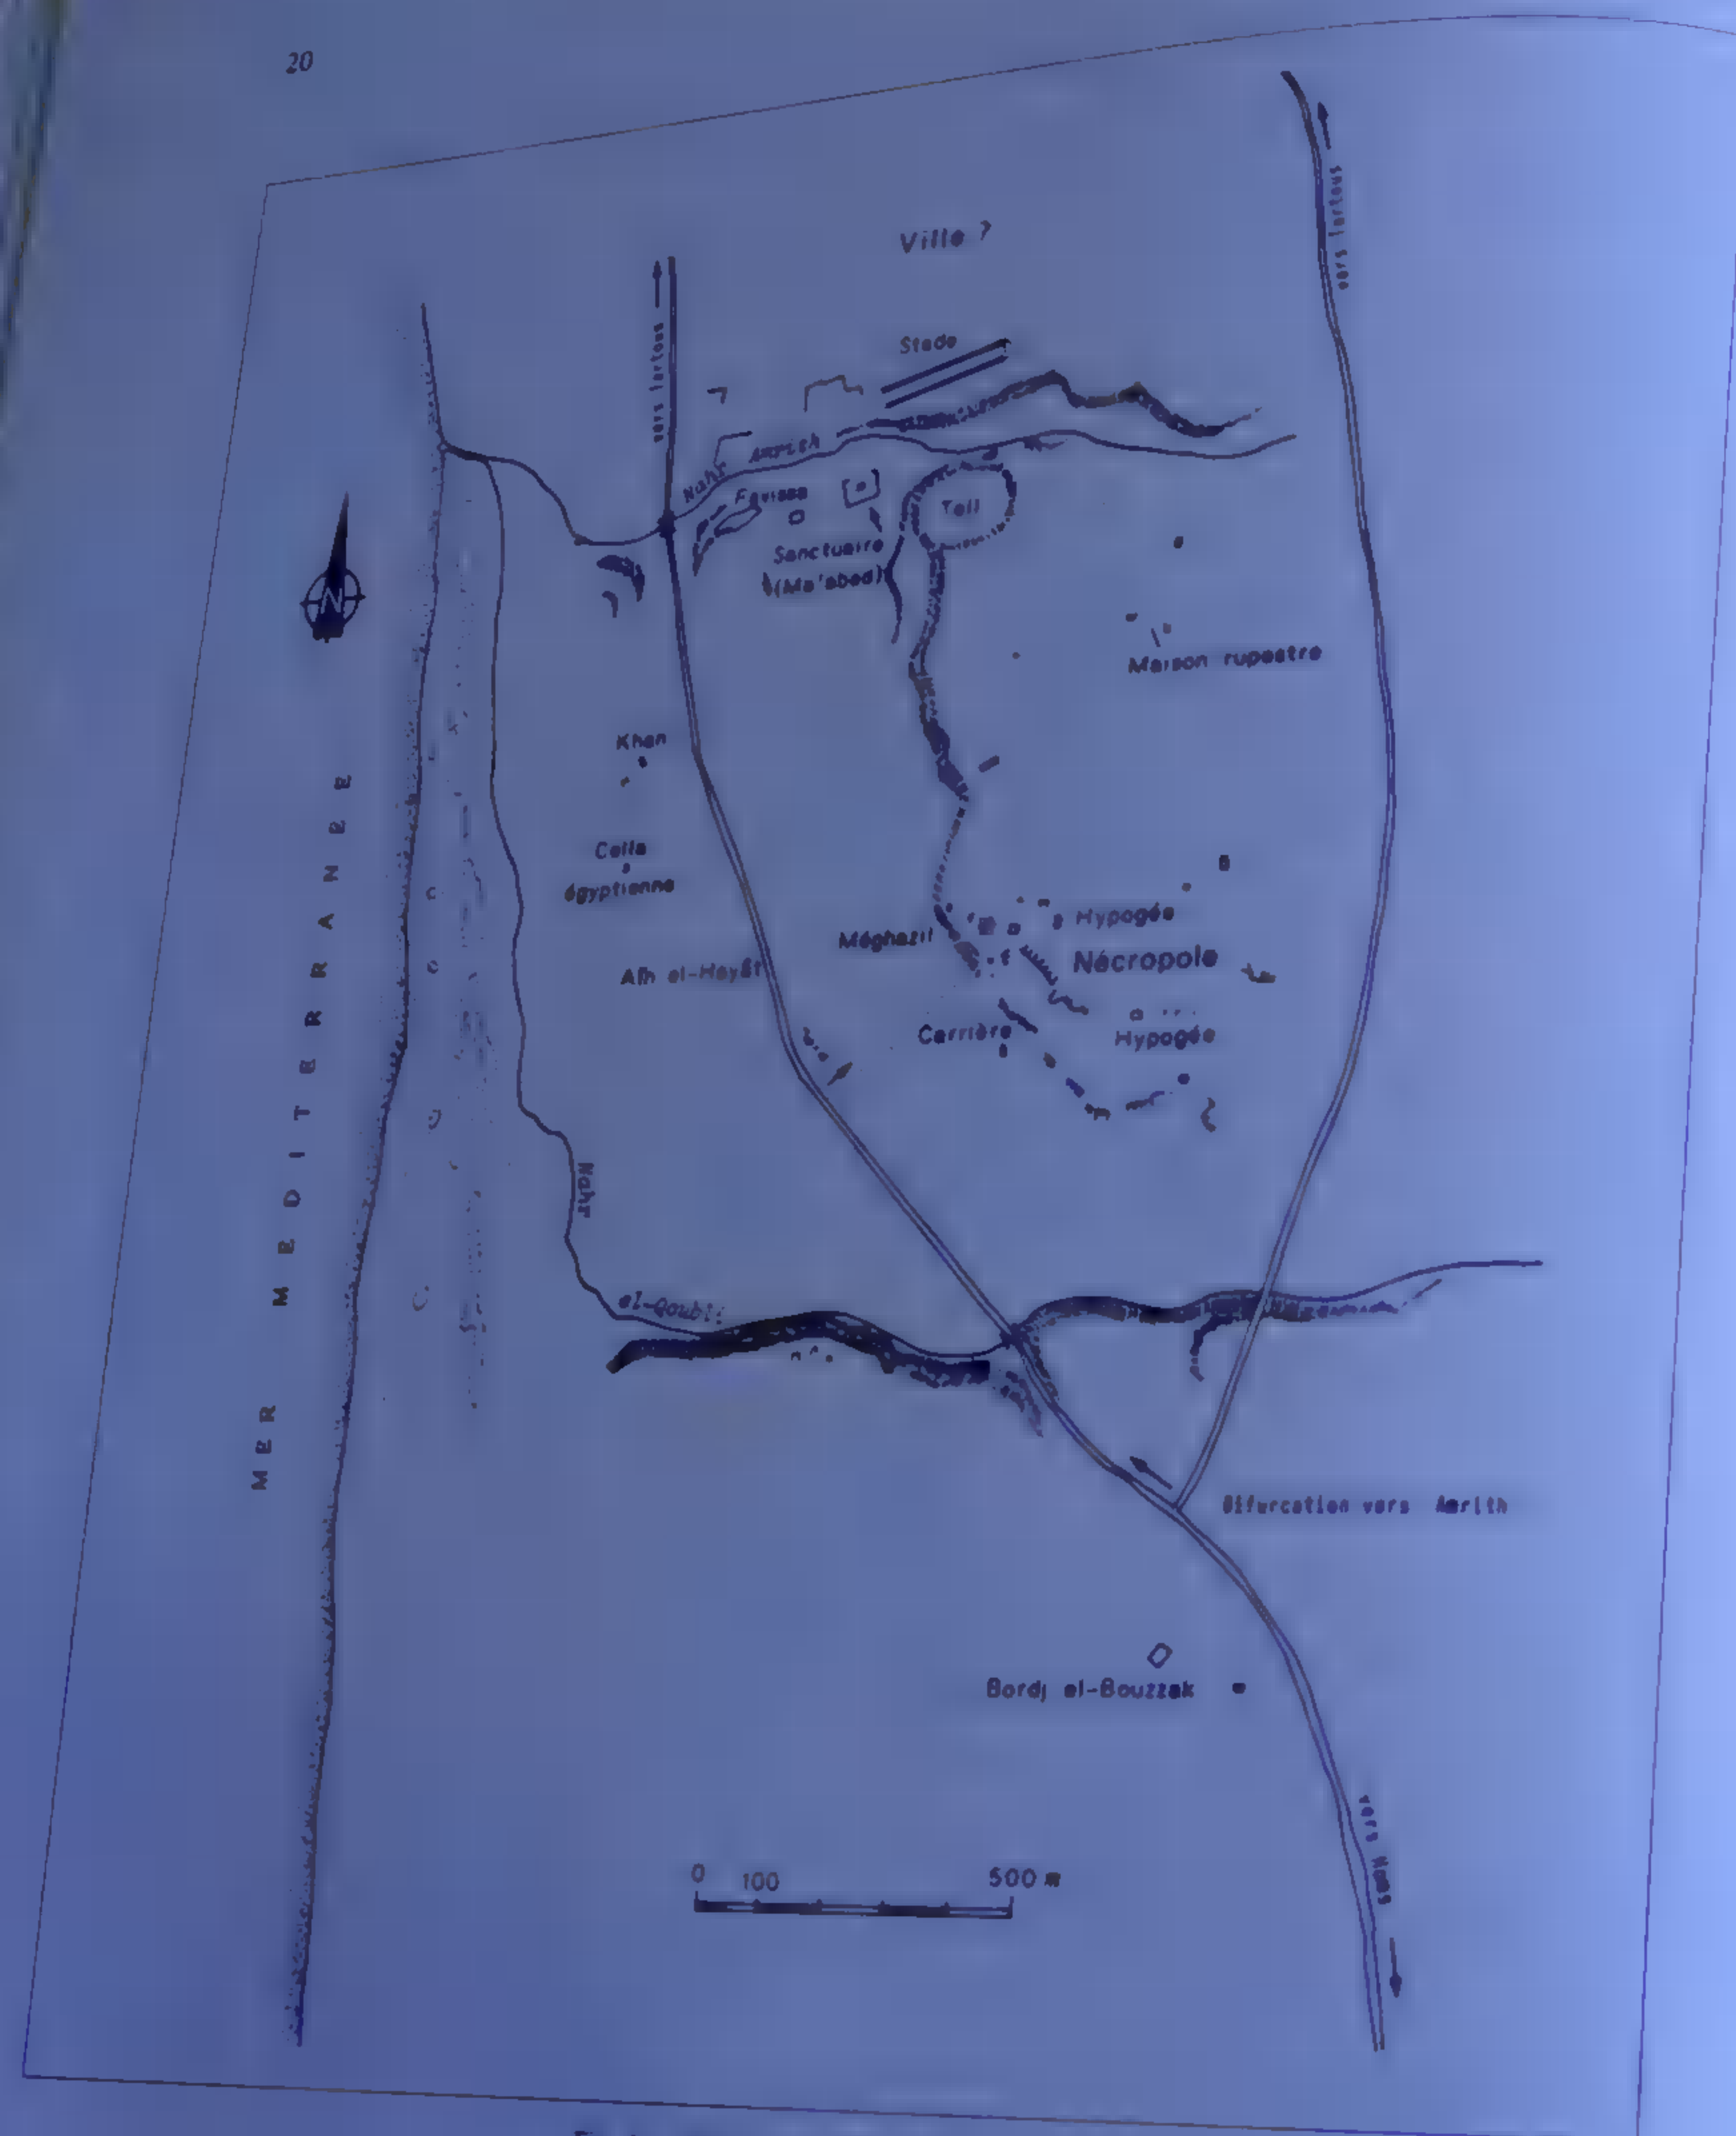 20
Ville ?
vers Tartous
vers Tartous
Stade
Nahr Amrith
Favissa
Tell
Sanctuaire
(Ma'abed)
Maison rupestre
N
Khan
Cella
égyptienne
MER MEDITERRANEE
Méghazil
Hypogée
Nécropole
Aïn el-Hayât
Carrière
Hypogée
Nahr
el-Qoubli
Bifurcation vers Amrith
Bordj el-Bouzzak
vers Homs
0 100 500 m